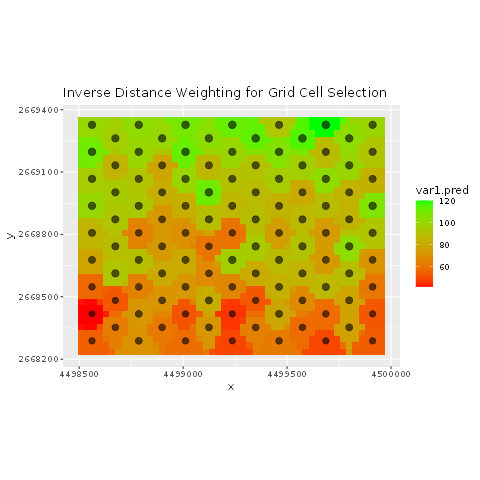 Inverse Distance Weighting for Grid Cell Selection
2669400
2669100
2668800
2668500
2668200
y
4498500 4499000 4499500 4500000
x
var1.pred
120
100
80
60